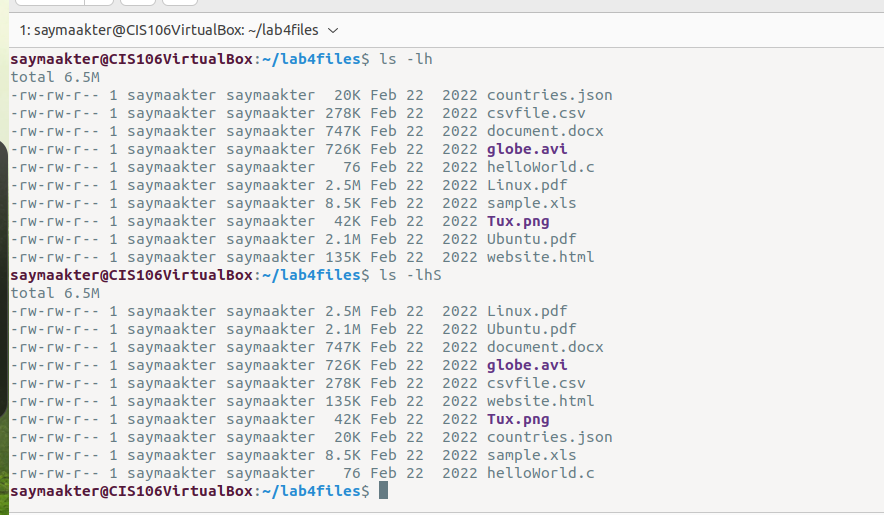 1: saymaakter@CIS106VirtualBox: ~/lab4files
saymaakter@CIS106VirtualBox:~/lab4files$ ls -lh
total 6.5M
-rw-rw-r-- 1 saymaakter saymaakter  20K Feb 22  2022 countries.json
-rw-rw-r-- 1 saymaakter saymaakter 278K Feb 22  2022 csvfile.csv
-rw-rw-r-- 1 saymaakter saymaakter 747K Feb 22  2022 document.docx
-rw-rw-r-- 1 saymaakter saymaakter 726K Feb 22  2022 globe.avi
-rw-rw-r-- 1 saymaakter saymaakter   76 Feb 22  2022 helloWorld.c
-rw-rw-r-- 1 saymaakter saymaakter 2.5M Feb 22  2022 Linux.pdf
-rw-rw-r-- 1 saymaakter saymaakter 8.5K Feb 22  2022 sample.xls
-rw-rw-r-- 1 saymaakter saymaakter  42K Feb 22  2022 Tux.png
-rw-rw-r-- 1 saymaakter saymaakter 2.1M Feb 22  2022 Ubuntu.pdf
-rw-rw-r-- 1 saymaakter saymaakter 135K Feb 22  2022 website.html
saymaakter@CIS106VirtualBox:~/lab4files$ ls -lhS
total 6.5M
-rw-rw-r-- 1 saymaakter saymaakter 2.5M Feb 22  2022 Linux.pdf
-rw-rw-r-- 1 saymaakter saymaakter 2.1M Feb 22  2022 Ubuntu.pdf
-rw-rw-r-- 1 saymaakter saymaakter 747K Feb 22  2022 document.docx
-rw-rw-r-- 1 saymaakter saymaakter 726K Feb 22  2022 globe.avi
-rw-rw-r-- 1 saymaakter saymaakter 278K Feb 22  2022 csvfile.csv
-rw-rw-r-- 1 saymaakter saymaakter 135K Feb 22  2022 website.html
-rw-rw-r-- 1 saymaakter saymaakter  42K Feb 22  2022 Tux.png
-rw-rw-r-- 1 saymaakter saymaakter  20K Feb 22  2022 countries.json
-rw-rw-r-- 1 saymaakter saymaakter 8.5K Feb 22  2022 sample.xls
-rw-rw-r-- 1 saymaakter saymaakter   76 Feb 22  2022 helloWorld.c
saymaakter@CIS106VirtualBox:~/lab4files$